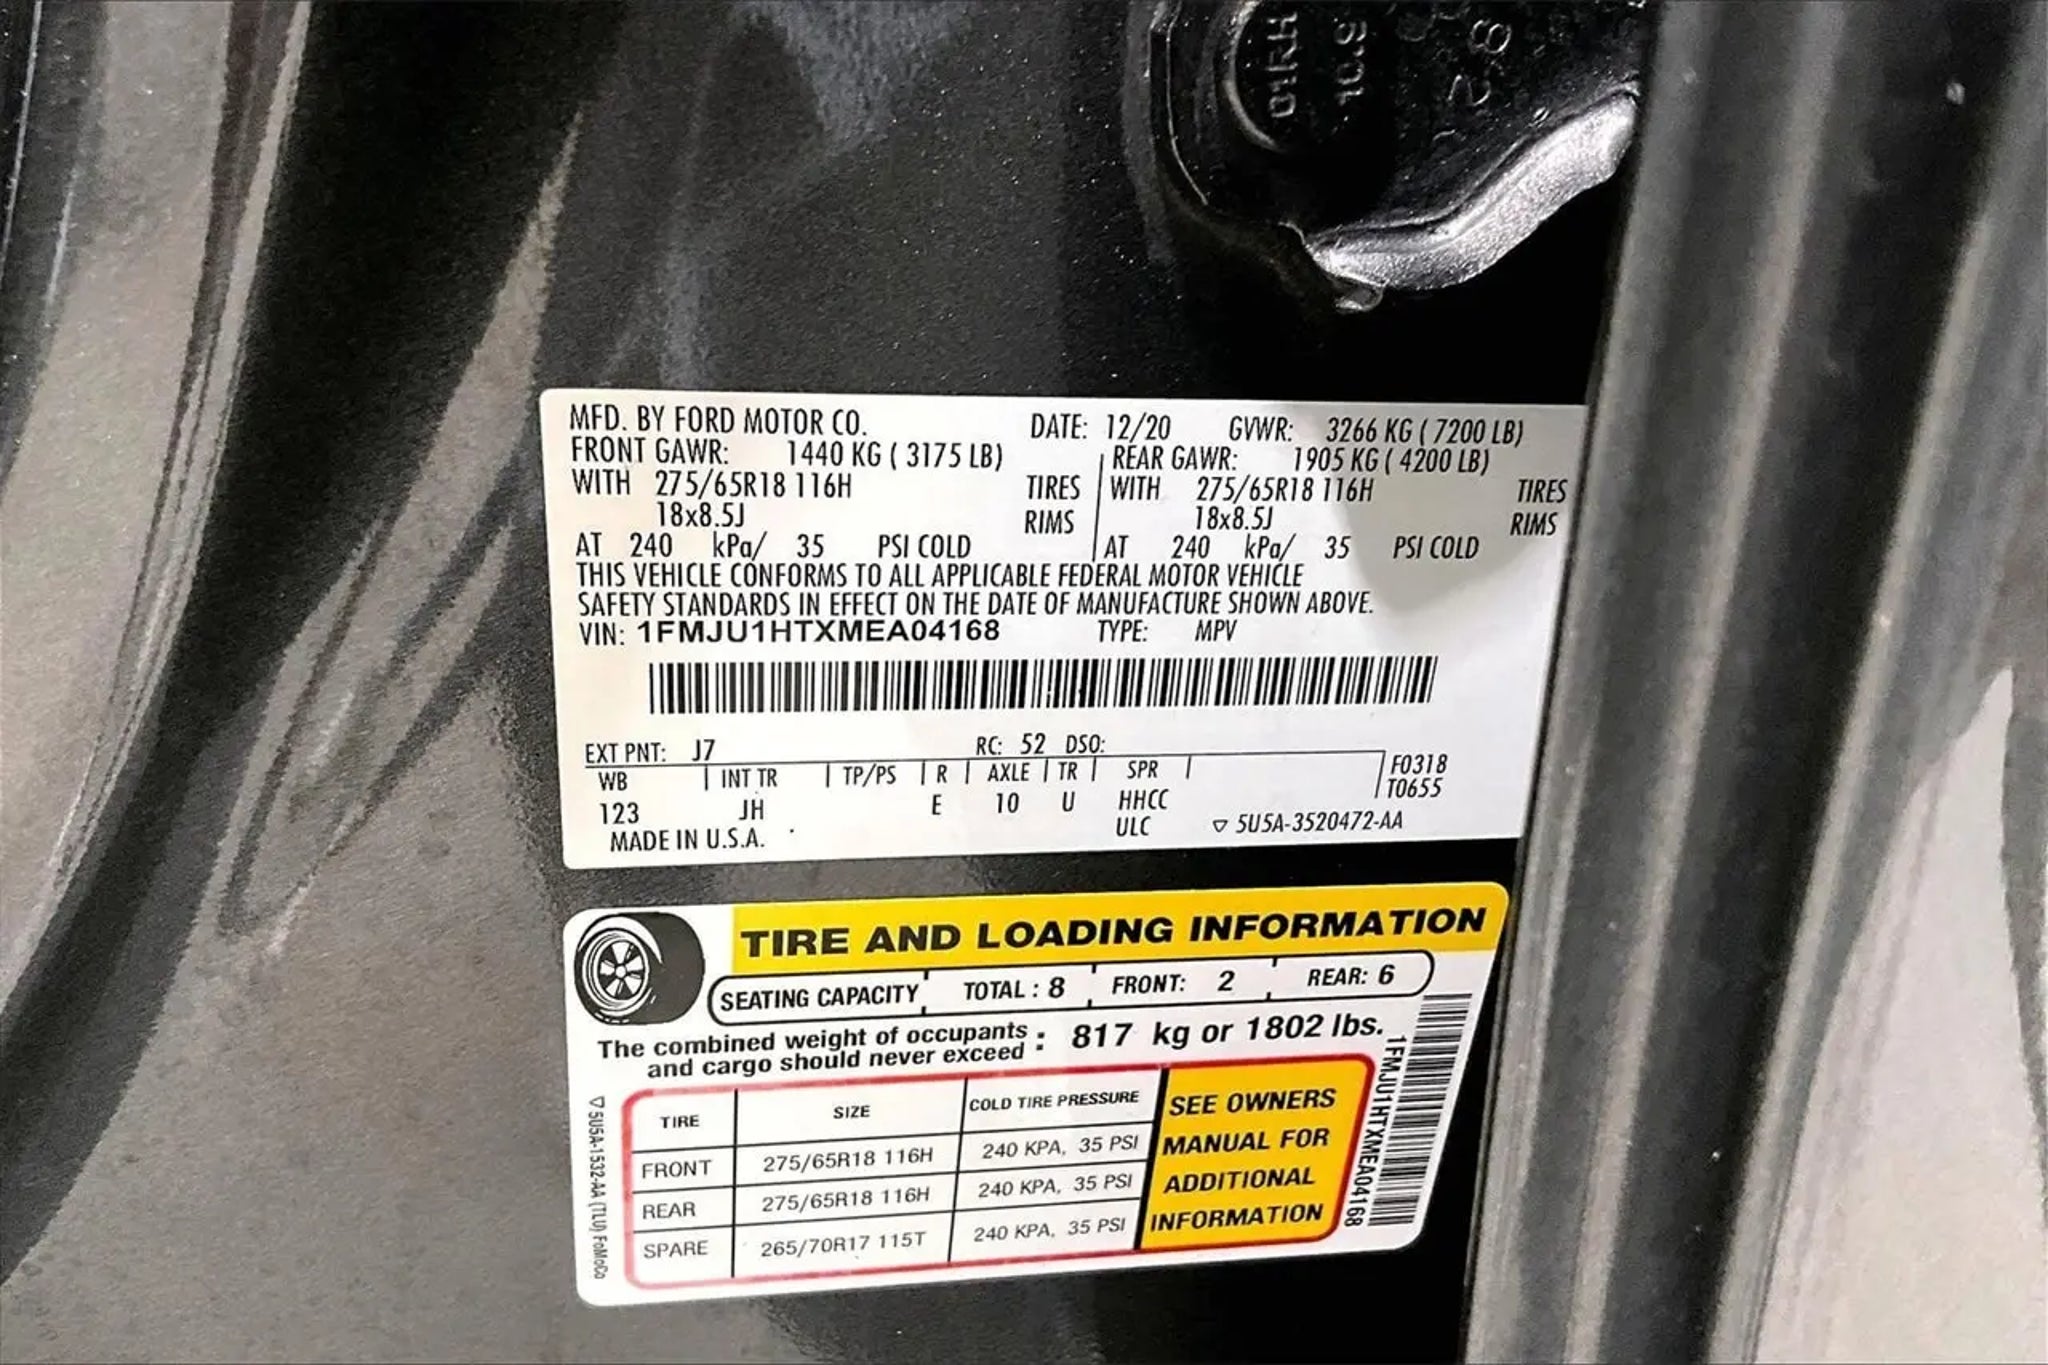 HNJ0
6'0L
82
MFD. BY FORD MOTOR CO. DATE: 12/20 GVWR: 3266 KG ( 7200 LB)
FRONT GAWR: 1440 KG ( 3175 LB) REAR GAWR: 1905 KG ( 4200 LB)
WITH 275/65R18 116H TIRES WITH 275/65R18 116H TIRES
18x8.5J RIMS 18x8.5J RIMS
AT 240 kPa/ 35 PSI COLD AT 240 kPa/ 35 PSI COLD
THIS VEHICLE CONFORMS TO ALL APPLICABLE FEDERAL MOTOR VEHICLE
SAFETY STANDARDS IN EFFECT ON THE DATE OF MANUFACTURE SHOWN ABOVE.
VIN: 1FMJU1HTXMEA04168 TYPE: MPV
EXT PNT: J7 RC: 52 DSO:
WB INT TR TP/PS R AXLE TR SPR F0318
T0655
123 JH E 10 U HHCC
MADE IN U.S.A. ULC ▽ 5U5A-3520472-AA
TIRE AND LOADING INFORMATION
SEATING CAPACITY TOTAL : 8 FRONT: 2 REAR: 6
The combined weight of occupants
and cargo should never exceed : 817 kg or 1802 lbs.
TIRE SIZE COLD TIRE PRESSURE
FRONT 275/65R18 116H 240 KPA, 35 PSI
REAR 275/65R18 116H 240 KPA, 35 PSI
SPARE 265/70R17 115T 240 KPA, 35 PSI
SEE OWNERS
MANUAL FOR
ADDITIONAL
INFORMATION
1FMJU1HTXMEA04168
▽ 5U5A-1532-AA (TLU) FoMoCo